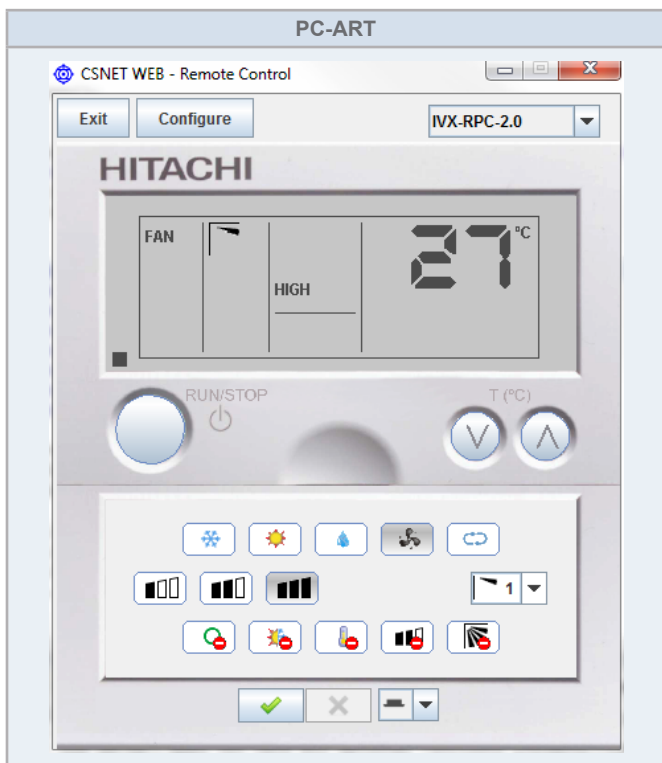 PC-ART
CSNET WEB - Remote Control
Exit Configure IVX-RPC-2.0
HITACHI
FAN 27 ºC
HIGH
RUN/STOP T (ºC)
1